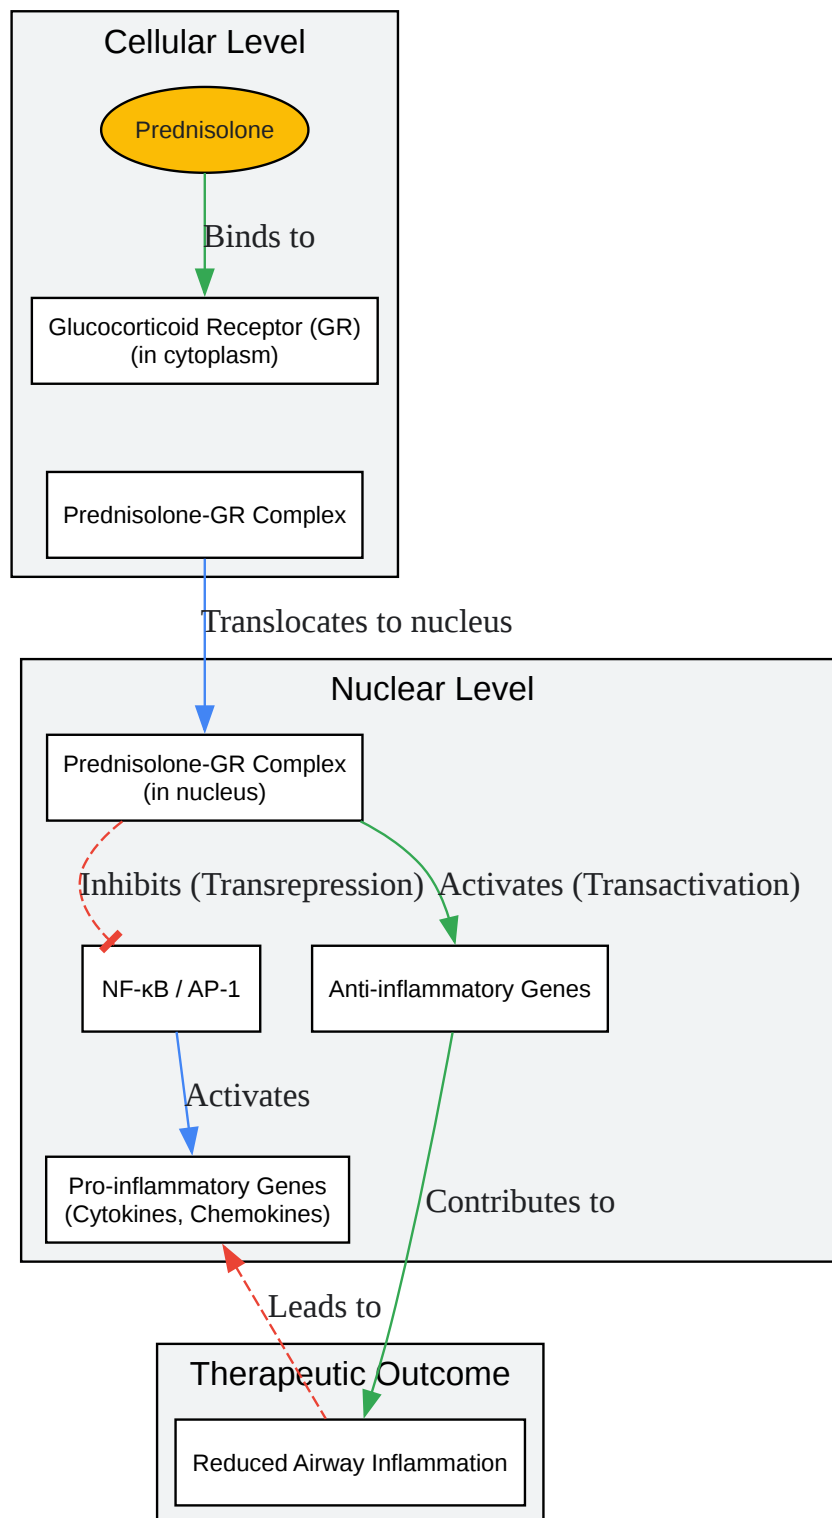 Cellular Level
Prednisolone
Binds to
Glucocorticoid Receptor (GR)
(in cytoplasm)
Prednisolone-GR Complex
Translocates to nucleus
Nuclear Level
Prednisolone-GR Complex
(in nucleus)
Inhibits (Transrepression)
Activates (Transactivation)
NF-κB / AP-1
Anti-inflammatory Genes
Activates
Pro-inflammatory Genes
(Cytokines, Chemokines)
Contributes to
Leads to
Therapeutic Outcome
Reduced Airway Inflammation